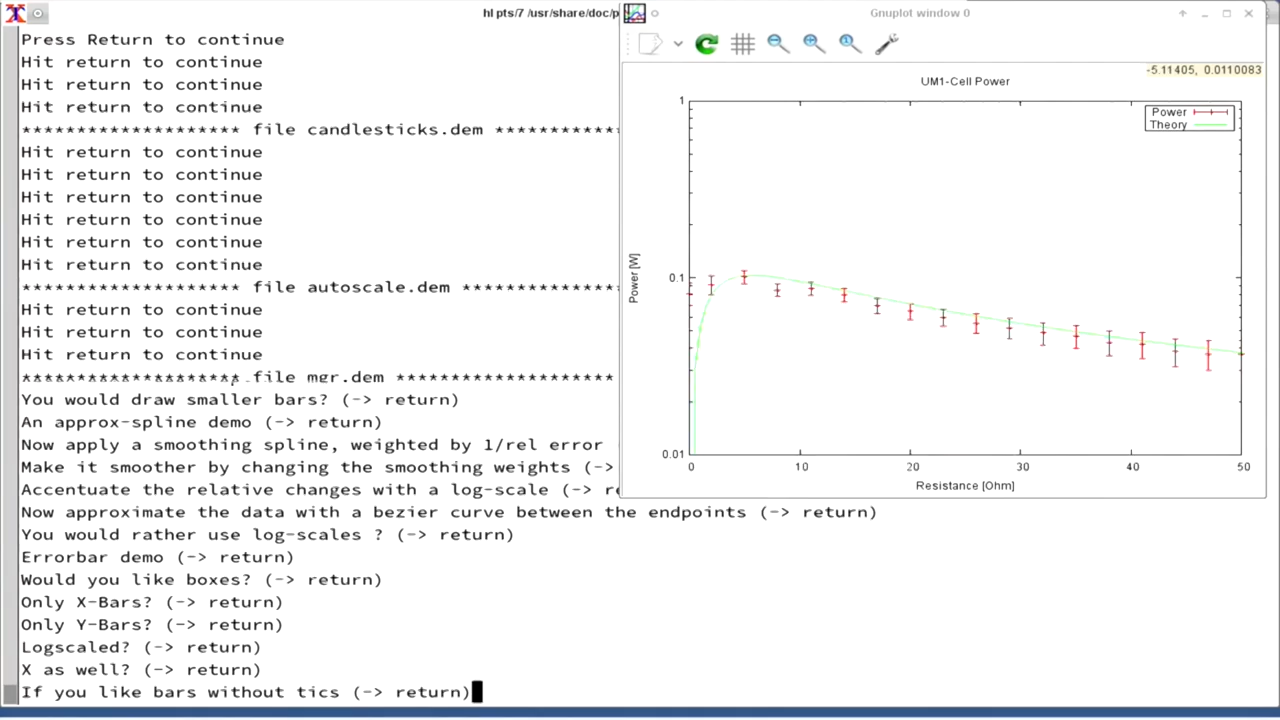 hl pts/7 /usr/share/doc/p
Press Return to continue
Hit return to continue
Hit return to continue
Hit return to continue
******************** file candlesticks.dem ************
Hit return to continue
Hit return to continue
Hit return to continue
Hit return to continue
Hit return to continue
Hit return to continue
******************** file autoscale.dem ***************
Hit return to continue
Hit return to continue
Hit return to continue
******************** file mgr.dem ********************
You would draw smaller bars? (-> return)
An approx-spline demo (-> return)
Now apply a smoothing spline, weighted by 1/rel error
Make it smoother by changing the smoothing weights (->
Accentuate the relative changes with a log-scale (-> re
Now approximate the data with a bezier curve between the endpoints (-> return)
You would rather use log-scales ? (-> return)
Errorbar demo (-> return)
Would you like boxes? (-> return)
Only X-Bars? (-> return)
Only Y-Bars? (-> return)
Logscaled? (-> return)
X as well? (-> return)
If you like bars without tics (-> return)
Gnuplot window 0
-5.11405, 0.0110083
UM1-Cell Power
Power
Theory
1
0.1
0.01
Power [W]
0 10 20 30 40 50
Resistance [Ohm]